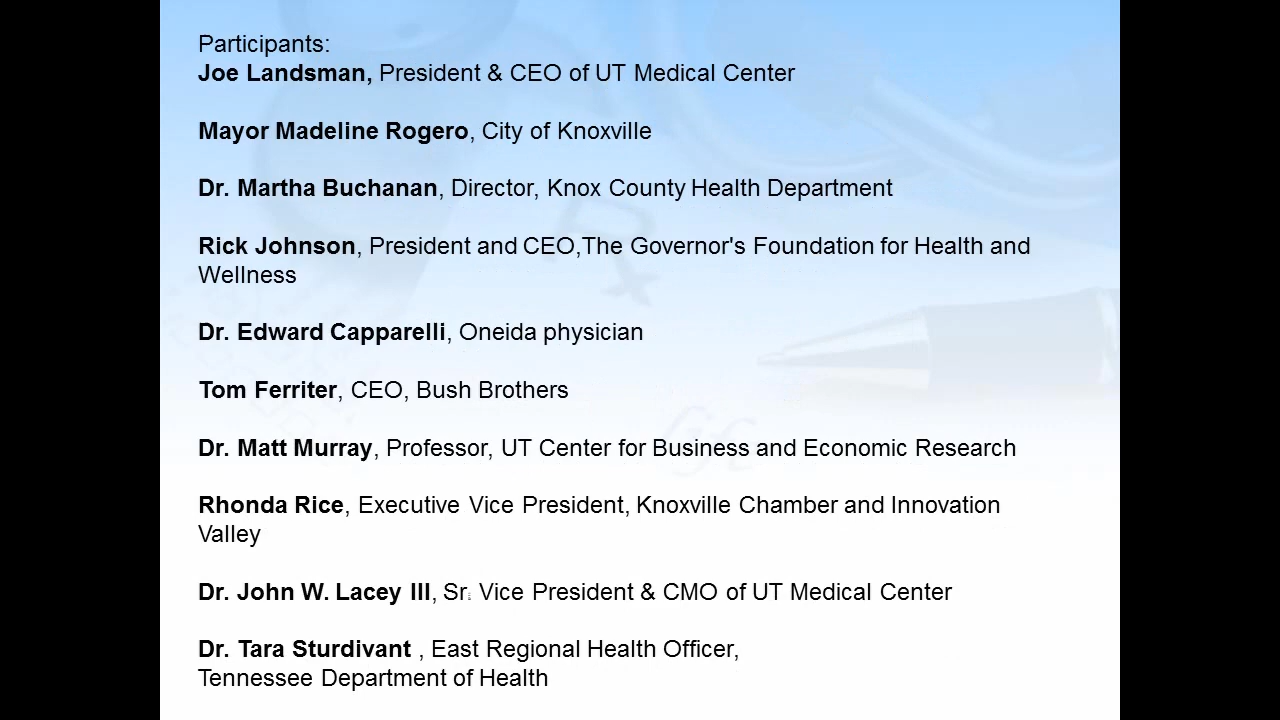 Participants:
Joe Landsman, President & CEO of UT Medical Center
Mayor Madeline Rogero, City of Knoxville
Dr. Martha Buchanan, Director, Knox County Health Department
Rick Johnson, President and CEO,The Governor's Foundation for Health and
Wellness
Dr. Edward Capparelli, Oneida physician
Tom Ferriter, CEO, Bush Brothers
Dr. Matt Murray, Professor, UT Center for Business and Economic Research
Rhonda Rice, Executive Vice President, Knoxville Chamber and Innovation
Valley
Dr. John W. Lacey III, Sr. Vice President & CMO of UT Medical Center
Dr. Tara Sturdivant , East Regional Health Officer,
Tennessee Department of Health